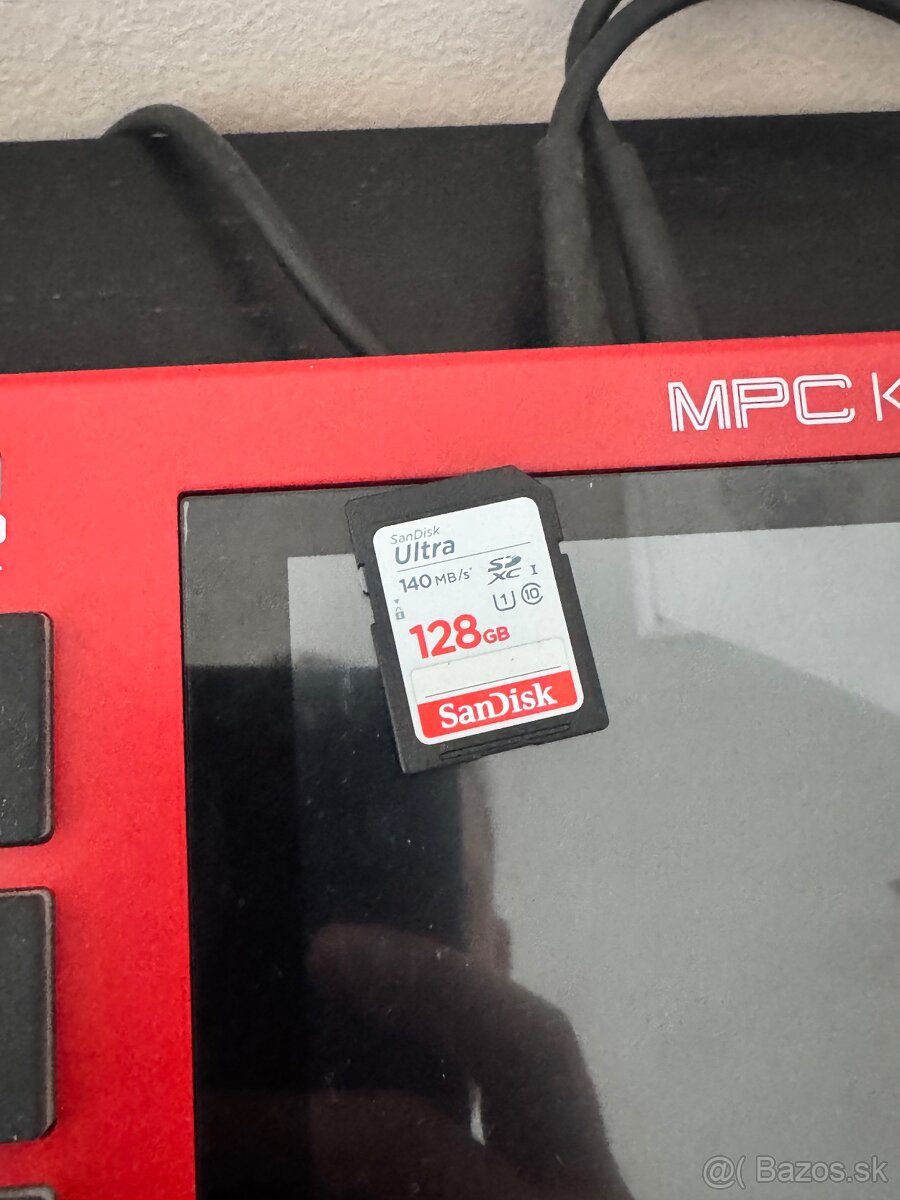 MPC K
SanDisk
Ultra
140 MB/s*
SD XC I
U1 10
128GB
SanDisk
@( Bazos.sk